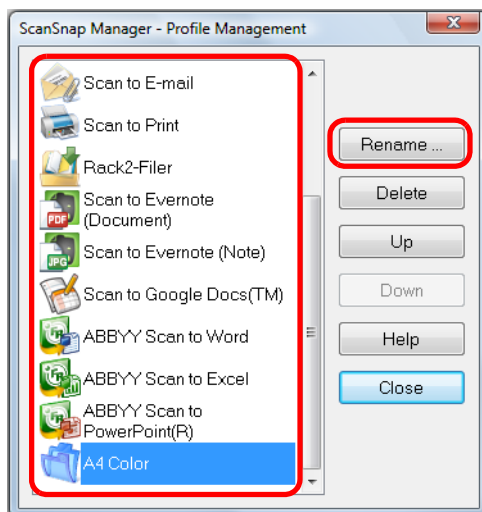 ScanSnap Manager - Profile Management
Scan to E-mail
Scan to Print
Rack2-Filer
Scan to Evernote
(Document)
PDF
Scan to Evernote (Note)
JPG
Scan to Google Docs(TM)
ABBYY Scan to Word
ABBYY Scan to Excel
ABBYY Scan to
PowerPoint(R)
A4 Color
Rename ...
Delete
Up
Down
Help
Close